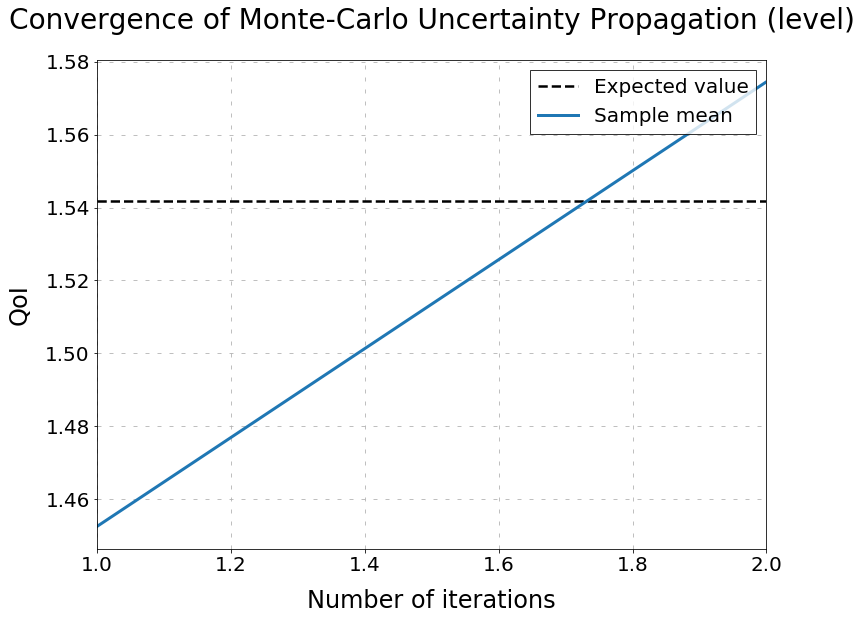 Convergence of Monte-Carlo Uncertainty Propagation (level)
1.58
1.56
1.54
1.52
1.50
1.48
1.46
QoI
Expected value
Sample mean
1.0 1.2 1.4 1.6 1.8 2.0
Number of iterations